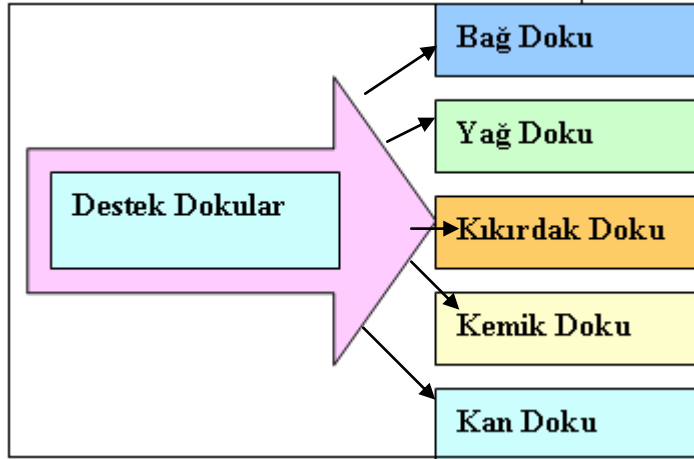 Bağ Doku
Yağ Doku
Destek Dokular
Kıkırdak Doku
Kemik Doku
Kan Doku